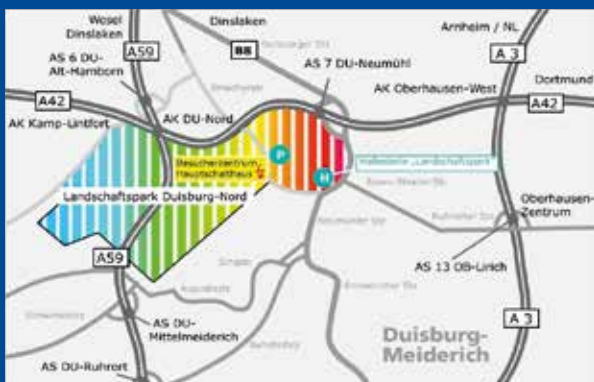 Wesel
Dinslaken
Dinslaken
Arnheim / NL
A59
B8
A 3
AS 6 DU-
Alt-Hamborn
AS 7 DU-Neumühl
AK Oberhausen-West
Dortmund
A42
A42
AK Kamp-Lintfort
AK DU-Nord
P
Besucherzentrum
Hauptschalthaus
H
Haltestelle „Landschaftspark
Landschaftspark Duisburg-Nord
Oberhausen-
Zentrum
A59
AS 13 OB-Lirich
AS DU-
Mittelmeiderich
Duisburg-
Meiderich
A 3
AS DU-Ruhrort